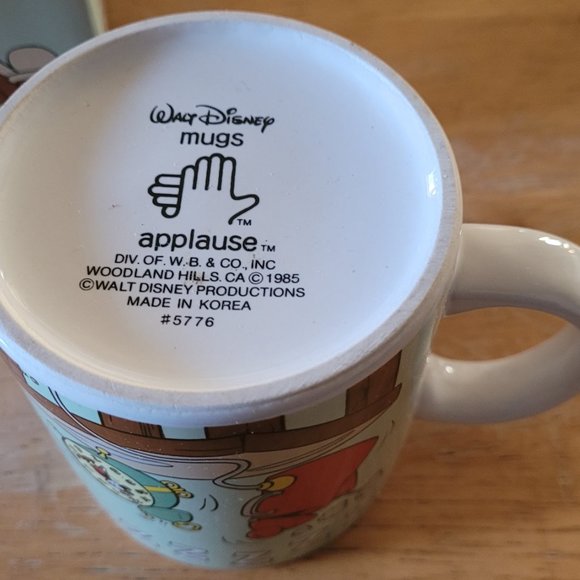 Walt Disney
mugs
TM
applause TM
DIV. OF. W. B. & CO., INC
WOODLAND HILLS. CA © 1985
©WALT DISNEY PRODUCTIONS
MADE IN KOREA
#5776